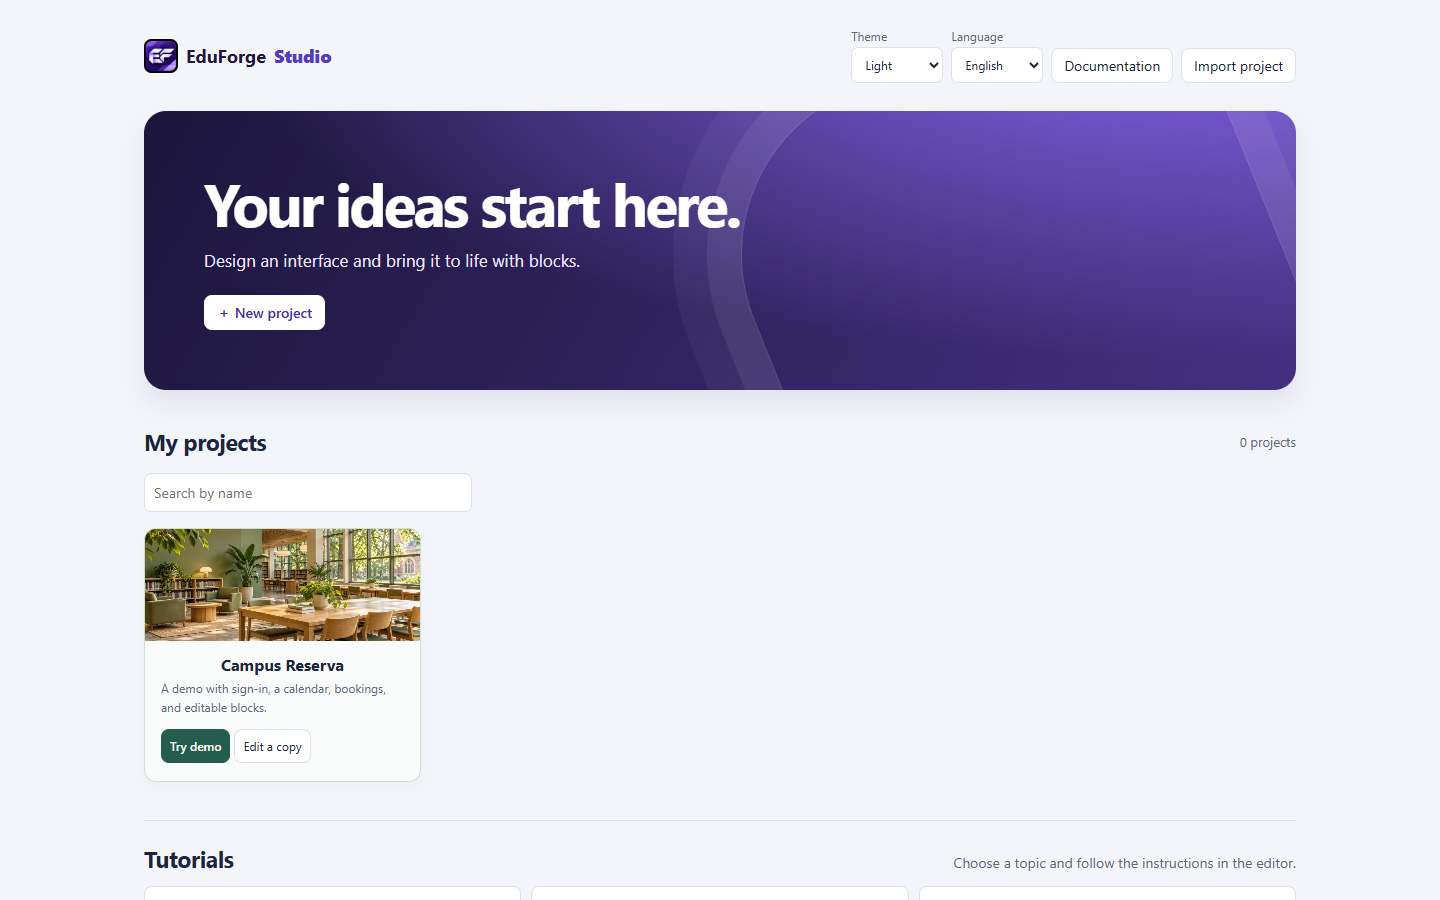 EduForge Studio
Theme
Language
Light
English
Documentation
Import project
Your ideas start here.
Design an interface and bring it to life with blocks.
+ New project
My projects
0 projects
Search by name
Campus Reserva
A demo with sign-in, a calendar, bookings,
and editable blocks.
Try demo
Edit a copy
Tutorials
Choose a topic and follow the instructions in the editor.